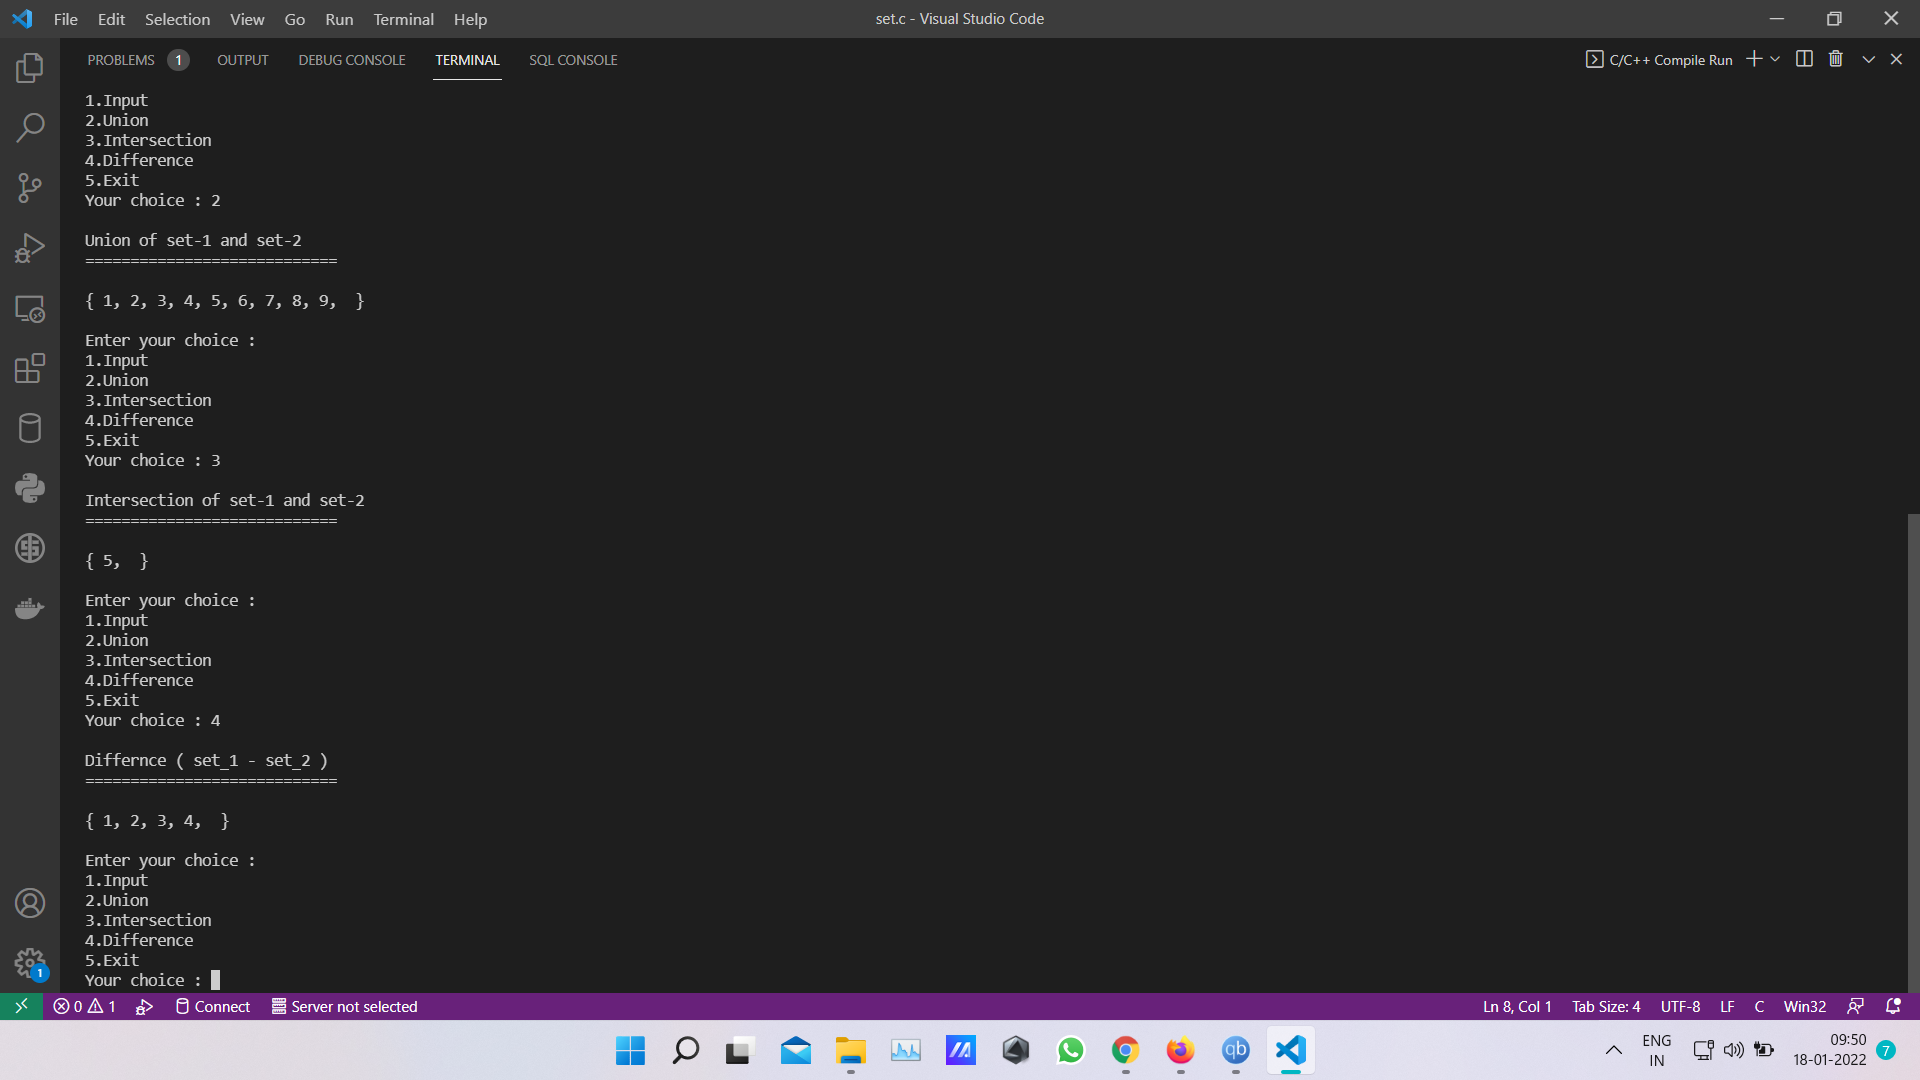 File Edit Selection View Go Run Terminal Help
set.c - Visual Studio Code
PROBLEMS 1 OUTPUT DEBUG CONSOLE TERMINAL SQL CONSOLE
C/C++ Compile Run
1.Input
2.Union
3.Intersection
4.Difference
5.Exit
Your choice : 2
Union of set-1 and set-2
============================
{ 1, 2, 3, 4, 5, 6, 7, 8, 9,  }
Enter your choice :
1.Input
2.Union
3.Intersection
4.Difference
5.Exit
Your choice : 3
Intersection of set-1 and set-2
============================
{ 5,  }
Enter your choice :
1.Input
2.Union
3.Intersection
4.Difference
5.Exit
Your choice : 4
Differnce ( set_1 - set_2 )
============================
{ 1, 2, 3, 4,  }
Enter your choice :
1.Input
2.Union
3.Intersection
4.Difference
5.Exit
Your choice :
1
0 1 Connect Server not selected
Ln 8, Col 1 Tab Size: 4 UTF-8 LF C Win32
qb
ENG
IN
09:50
18-01-2022
7